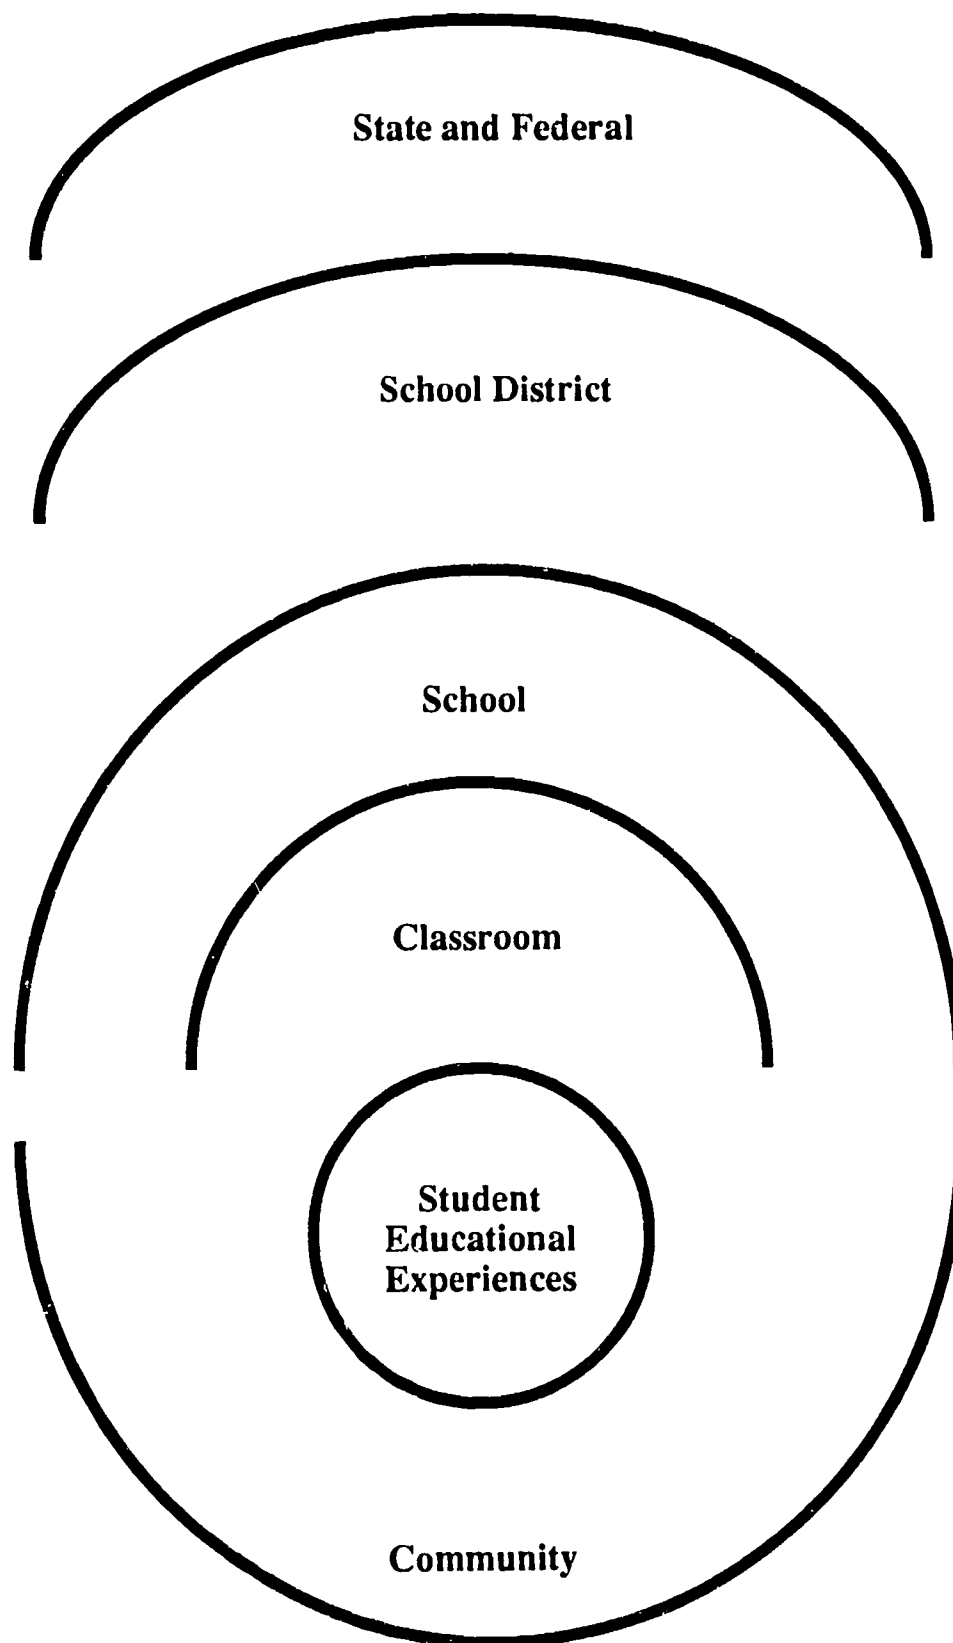 State and Federal
School District
School
Classroom
Student
Educational
Experiences
Community